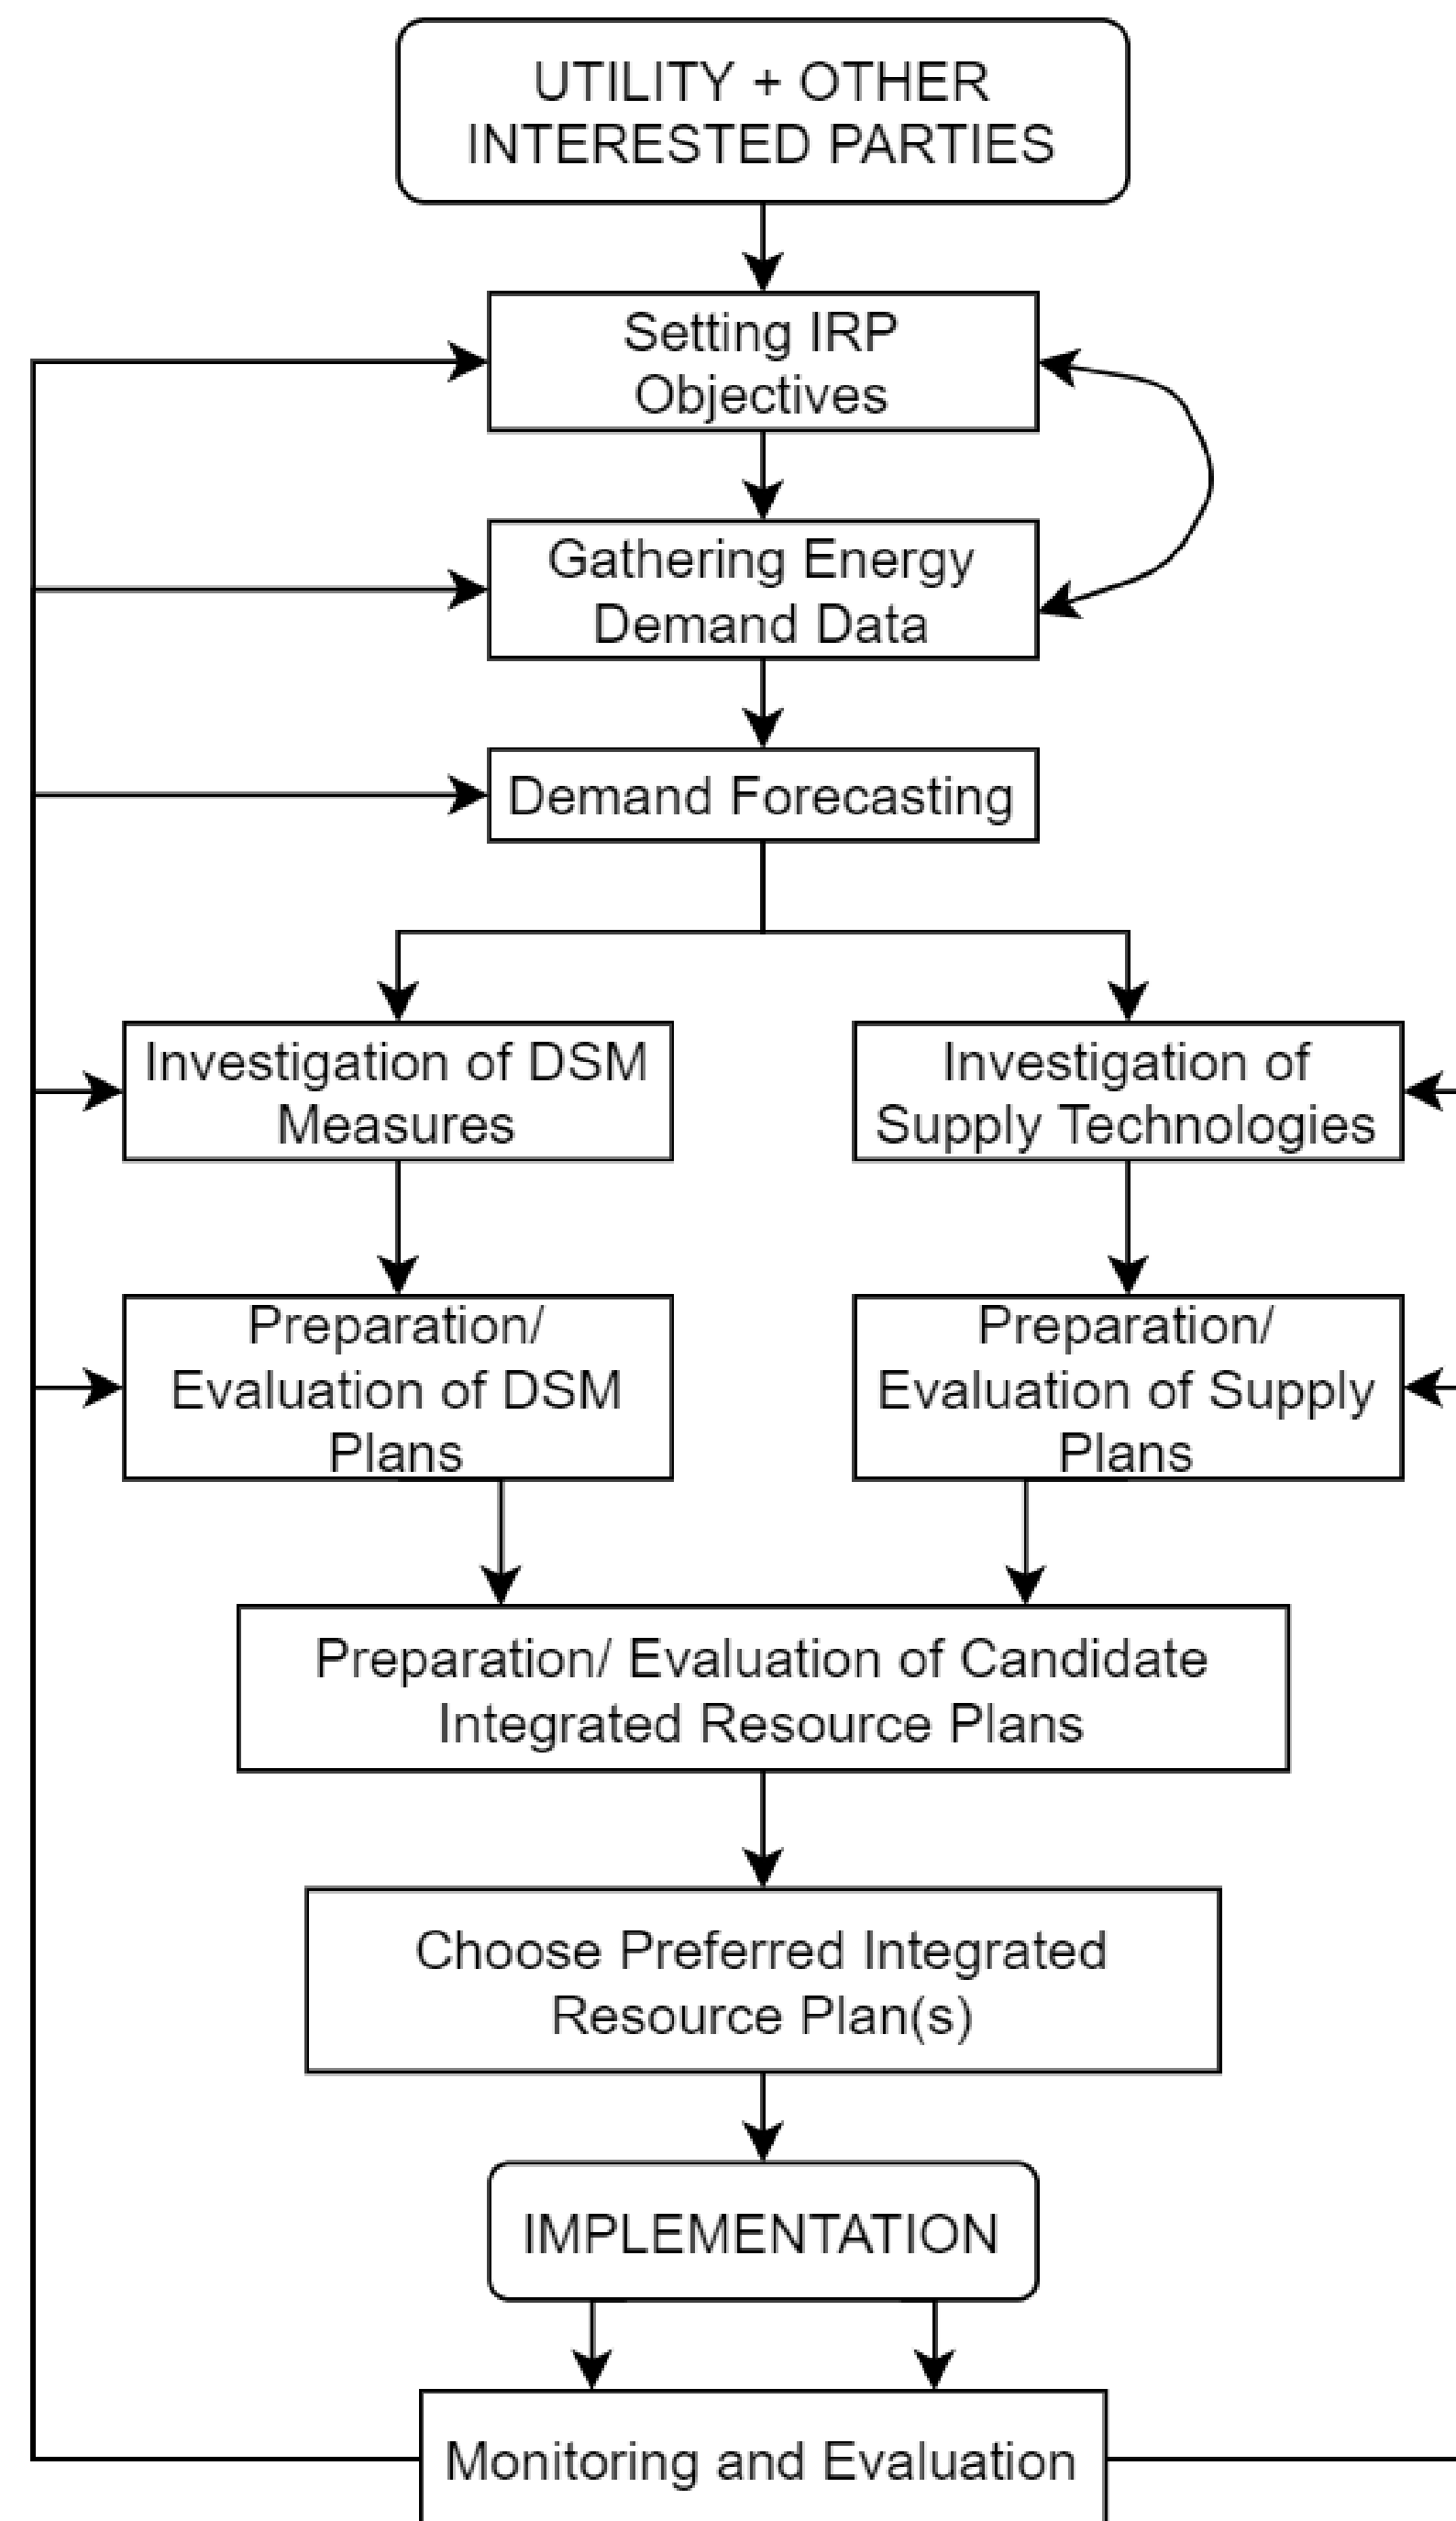 UTILITY + OTHER
INTERESTED PARTIES
Setting IRP
Objectives
Gathering Energy
Demand Data
Demand Forecasting
Investigation of DSM
Measures
Investigation of
Supply Technologies
Preparation/
Evaluation of DSM
Plans
Preparation/
Evaluation of Supply
Plans
Preparation/ Evaluation of Candidate
Integrated Resource Plans
Choose Preferred Integrated
Resource Plan(s)
IMPLEMENTATION
Monitoring and Evaluation